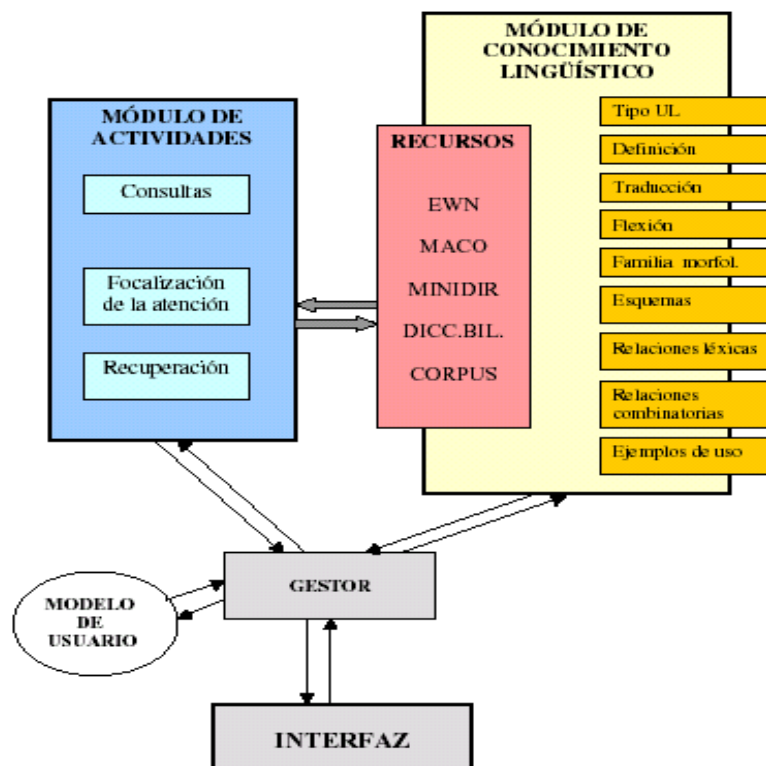 MÓDULO DE
CONOCIMIENTO
LINGÜÍSTICO
MÓDULO DE
ACTIVIDADES
Consultas
Focalización
de la atención
Recuperación
RECURSOS
EWN
MACO
MINIDIR
DICC.BIL.
CORPUS
Tipo UL
Definición
Traducción
Flexión
Familia morfol.
Esquemas
Relaciones léxicas
Relaciones
combinatorias
Ejemplos de uso
GESTOR
MODELO
DE
USUARIO
INTERFAZ